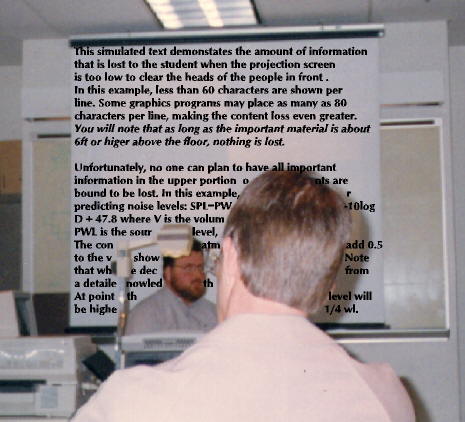 This simulated text demonstates the amount of information
that is lost to the student when the projection screen
is too low to clear the heads of the people in front .
In this example, less than 60 characters are shown per
line. Some graphics programs may place as many as 80
characters per line, making the content loss even greater.
You will note that as long as the important material is about
6ft or higer above the floor, nothing is lost.
Unfortunately, no one can plan to have all important
information in the upper portion o nts are
bound to be lost. In this example, r
predicting noise levels: SPL=PW -10log
D + 47.8 where V is the volum
PWL is the sour level,
The con atm add 0.5
to the v show Note
that wh e dec from
a detaile nowled th
At point th level will
be highe 1/4 wl.